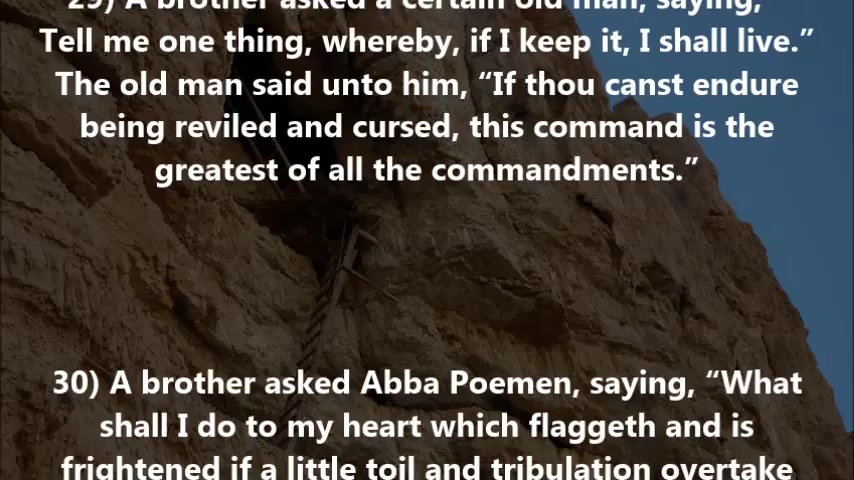 29) A brother asked a certain old man, saying, “
Tell me one thing, whereby, if I keep it, I shall live.”
The old man said unto him, “If thou canst endure
being reviled and cursed, this command is the
greatest of all the commandments.”
30) A brother asked Abba Poemen, saying, “What
shall I do to my heart which flaggeth and is
frightened if a little toil and tribulation overtake